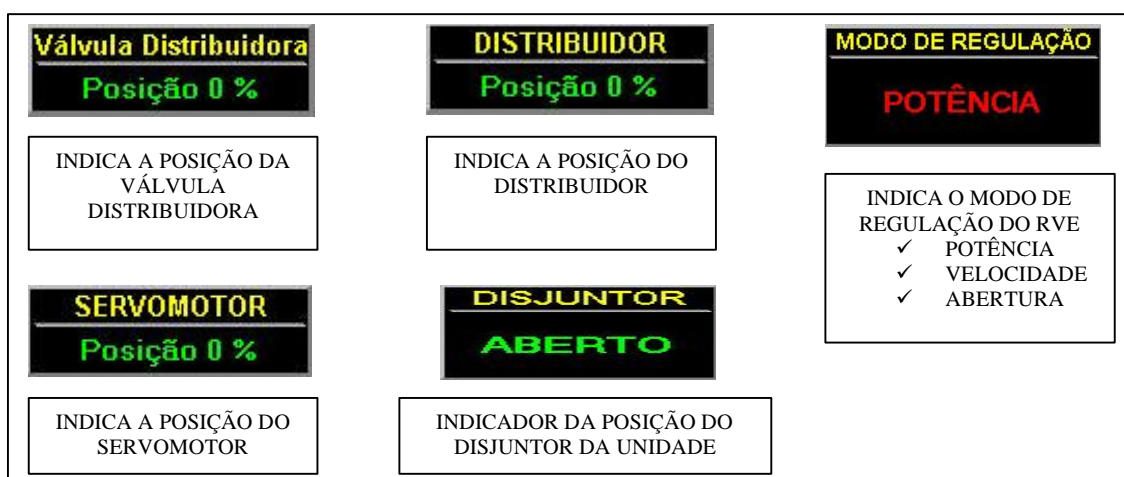 Válvula Distribuidora
Posição 0 %
INDICA A POSIÇÃO DA
VÁLVULA
DISTRIBUIDORA
DISTRIBUIDOR
Posição 0 %
INDICA A POSIÇÃO DO
DISTRIBUIDOR
MODO DE REGULAÇÃO
POTÊNCIA
INDICA O MODO DE
REGULAÇÃO DO RVE
✓ POTÊNCIA
✓ VELOCIDADE
✓ ABERTURA
SERVOMOTOR
Posição 0 %
INDICA A POSIÇÃO DO
SERVOMOTOR
DISJUNTOR
ABERTO
INDICADOR DA POSIÇÃO DO
DISJUNTOR DA UNIDADE